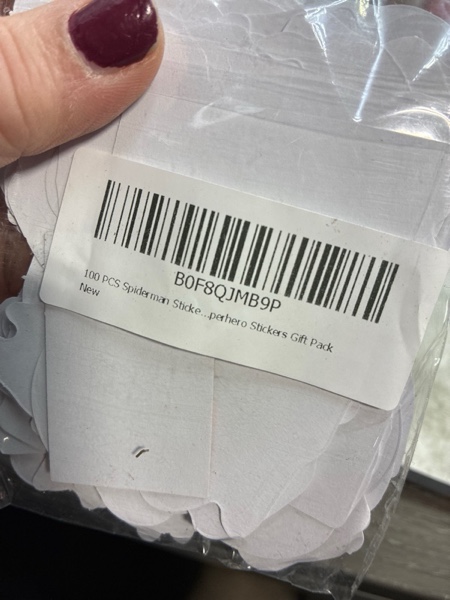 B0F8QJMB9P
100 PCS Spiderman Sticke...perhero Stickers Gift Pack
New